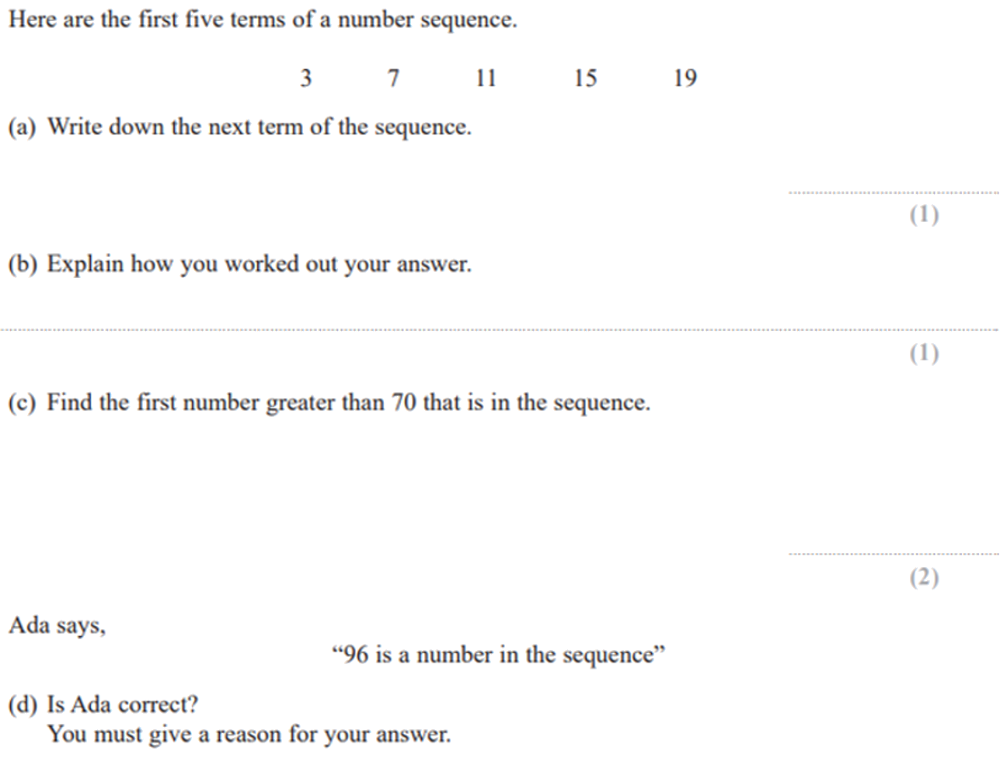 Here are the first five terms of a number sequence.
3 7 11 15 19
(a) Write down the next term of the sequence.
(1)
(b) Explain how you worked out your answer.
(1)
(c) Find the first number greater than 70 that is in the sequence.
(2)
Ada says,
“96 is a number in the sequence”
(d) Is Ada correct?
You must give a reason for your answer.